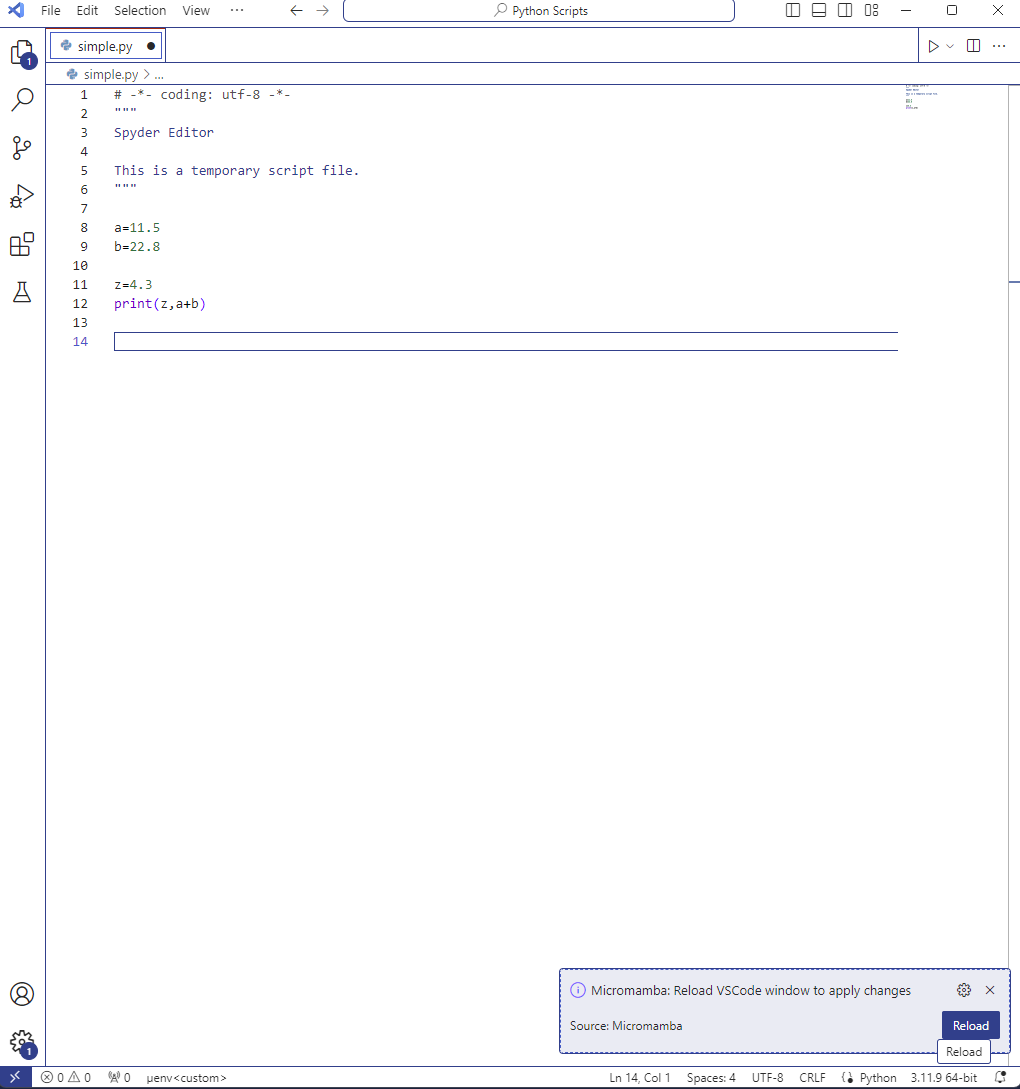 File Edit Selection View ··· Python Scripts
simple.py
1
simple.py > ...
1 # -*- coding: utf-8 -*-
2 """
3 Spyder Editor
4
5 This is a temporary script file.
6 """
7
8 a=11.5
9 b=22.8
10
11 z=4.3
12 print(z,a+b)
13
14
Micromamba: Reload VSCode window to apply changes
Source: Micromamba Reload
Reload
1
0 0 0 µenv<custom> Ln 14, Col 1 Spaces: 4 UTF-8 CRLF Python 3.11.9 64-bit